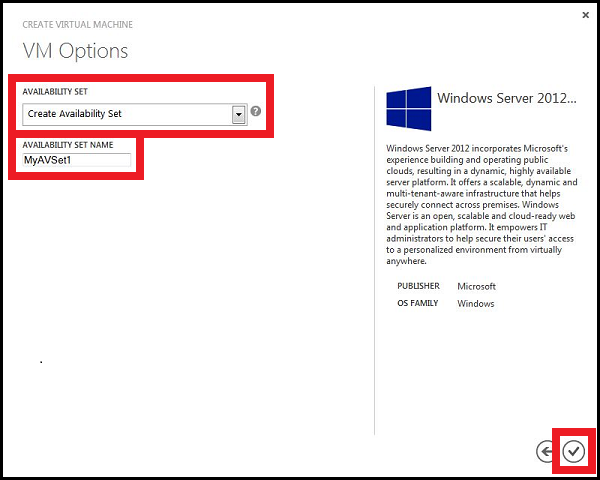 CREATE VIRTUAL MACHINE
VM Options
AVAILABILITY SET
Create Availability Set
?
AVAILABILITY SET NAME
MyAVSet1
Windows Server 2012...
Windows Server 2012 incorporates Microsoft's
experience building and operating public
clouds, resulting in a dynamic, highly available
server platform. It offers a scalable, dynamic and
multi-tenant-aware infrastructure that helps
securely connect across premises. Windows
Server is an open, scalable and cloud-ready web
and application platform. It empowers IT
administrators to help secure their users' access
to a personalized environment from virtually
anywhere.
PUBLISHER Microsoft
OS FAMILY Windows